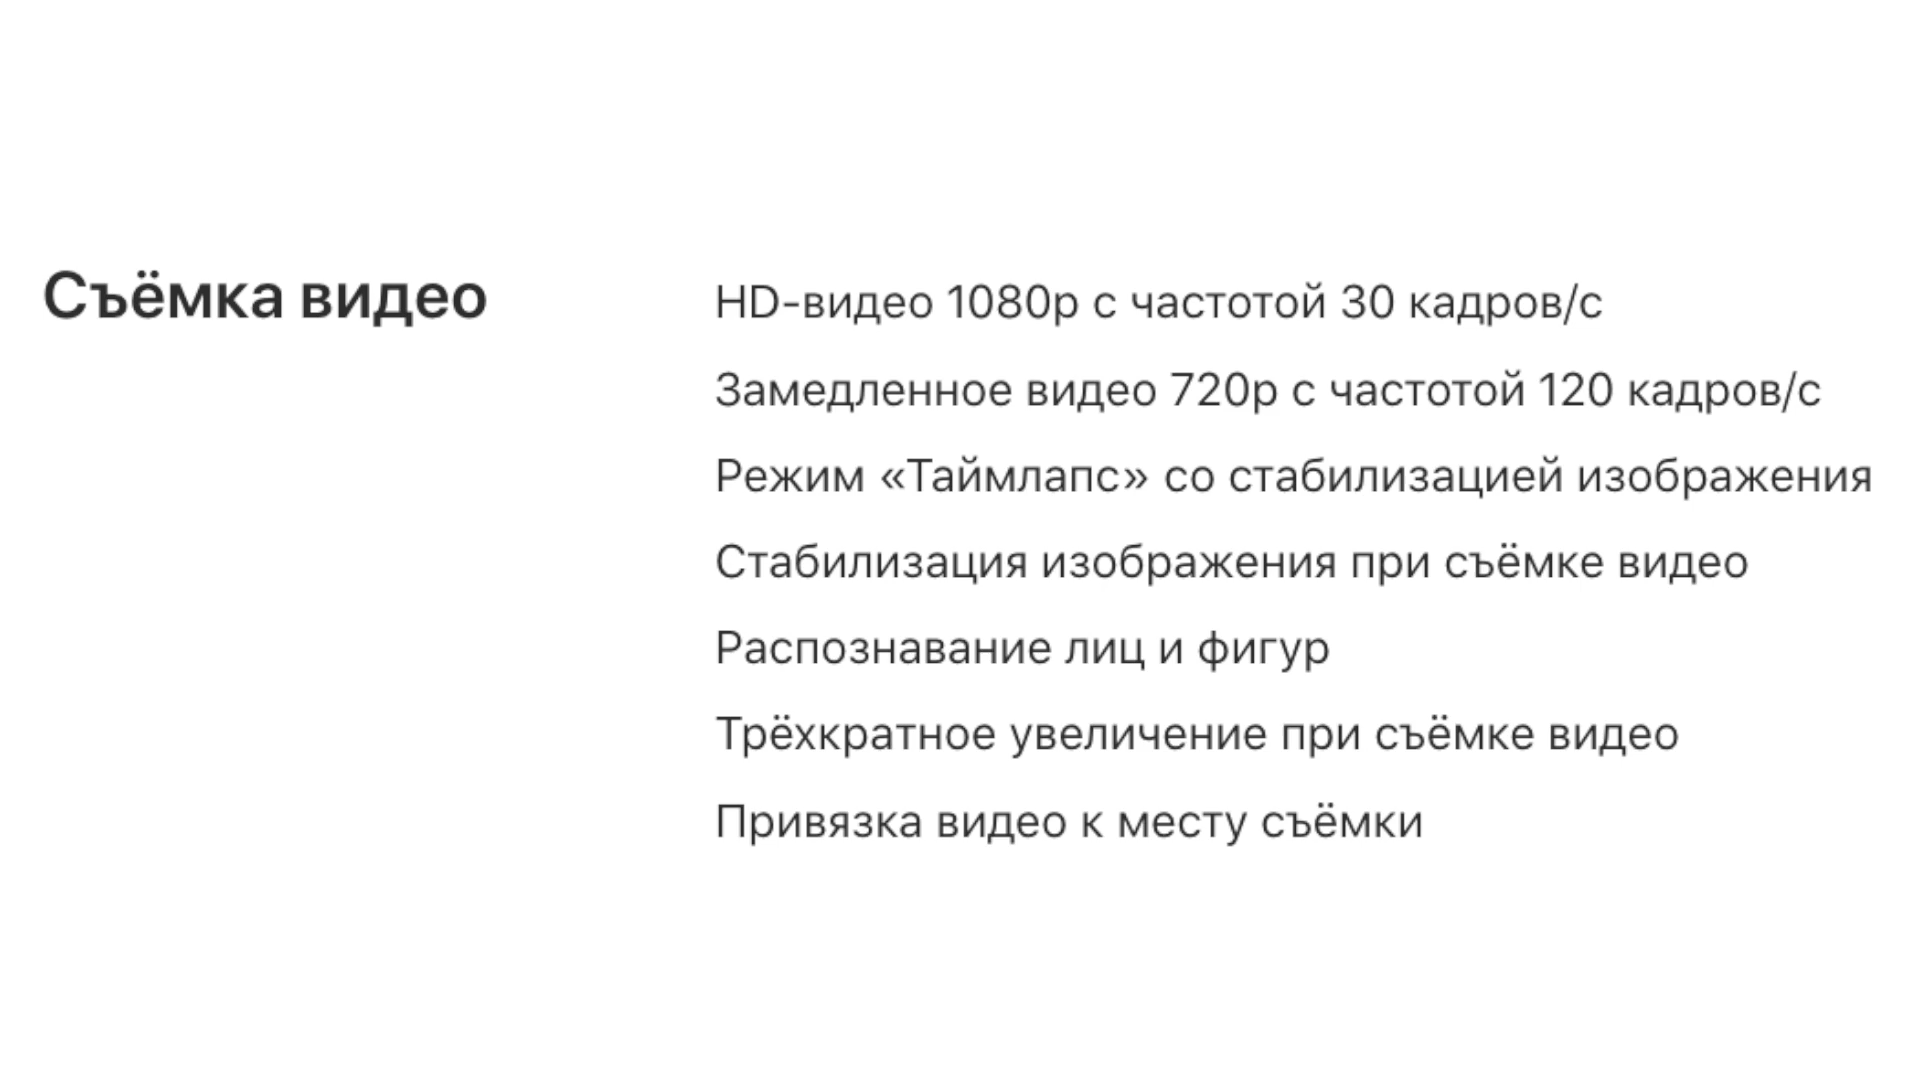 Съёмка видео
HD-видео 1080p с частотой 30 кадров/с
Замедленное видео 720p с частотой 120 кадров/с
Режим «Таймлапс» со стабилизацией изображения
Стабилизация изображения при съёмке видео
Распознавание лиц и фигур
Трёхкратное увеличение при съёмке видео
Привязка видео к месту съёмки